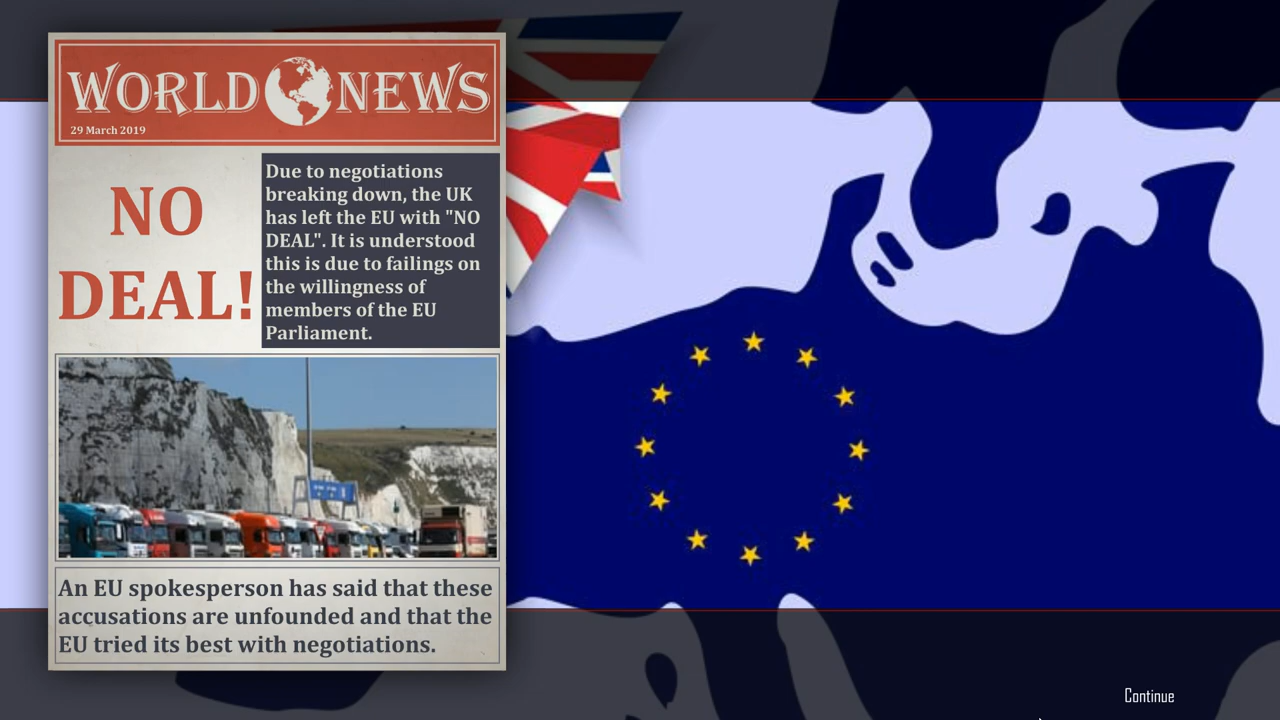 WORLD NEWS
29 March 2019
NO
DEAL!
Due to negotiations
breaking down, the UK
has left the EU with "NO
DEAL". It is understood
this is due to failings on
the willingness of
members of the EU
Parliament.
An EU spokesperson has said that these
accusations are unfounded and that the
EU tried its best with negotiations.
Continue